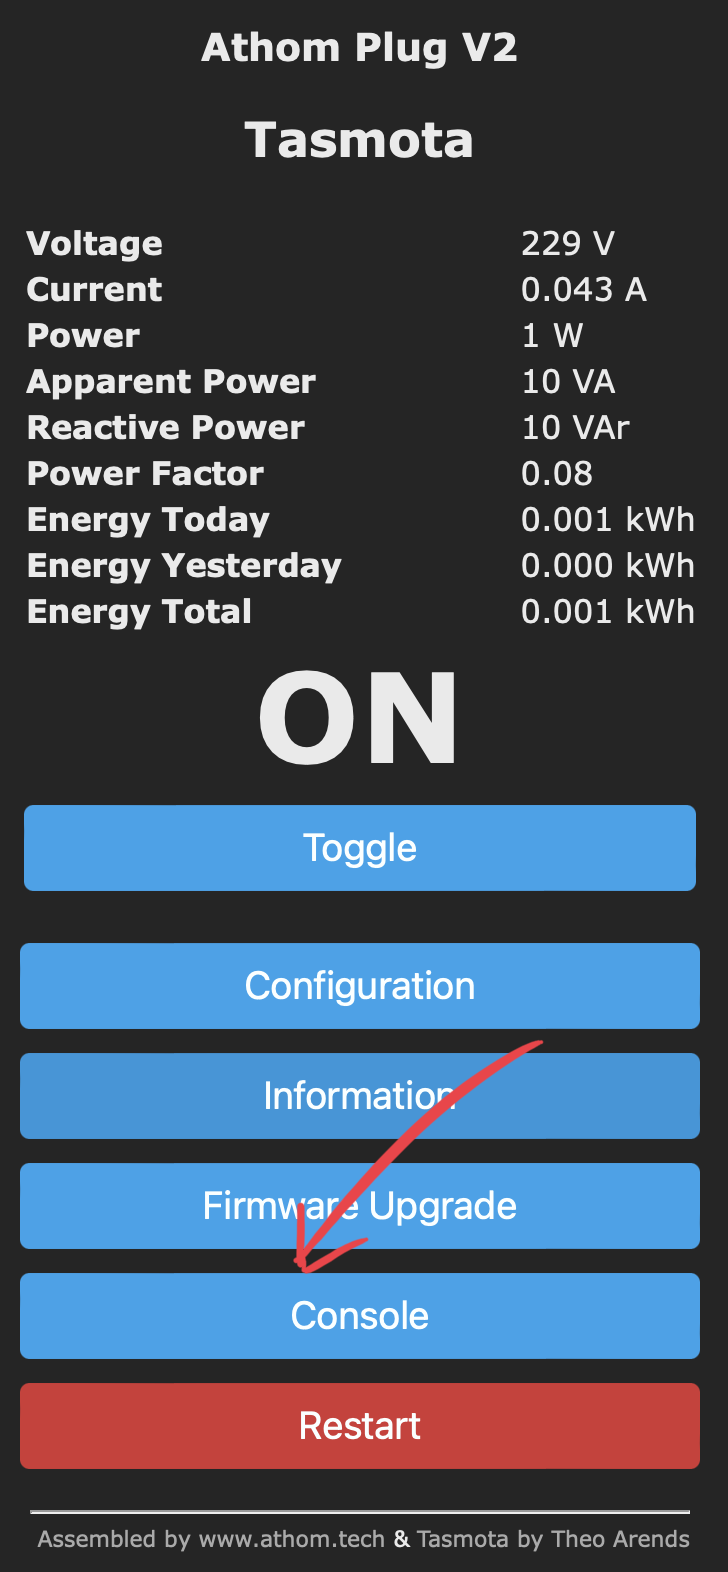 Athom Plug V2
Tasmota
Voltage 229 V
Current 0.043 A
Power 1 W
Apparent Power 10 VA
Reactive Power 10 VAr
Power Factor 0.08
Energy Today 0.001 kWh
Energy Yesterday 0.000 kWh
Energy Total 0.001 kWh
ON
Toggle
Configuration
Information
Firmware Upgrade
Console
Restart
Assembled by www.athom.tech & Tasmota by Theo Arends